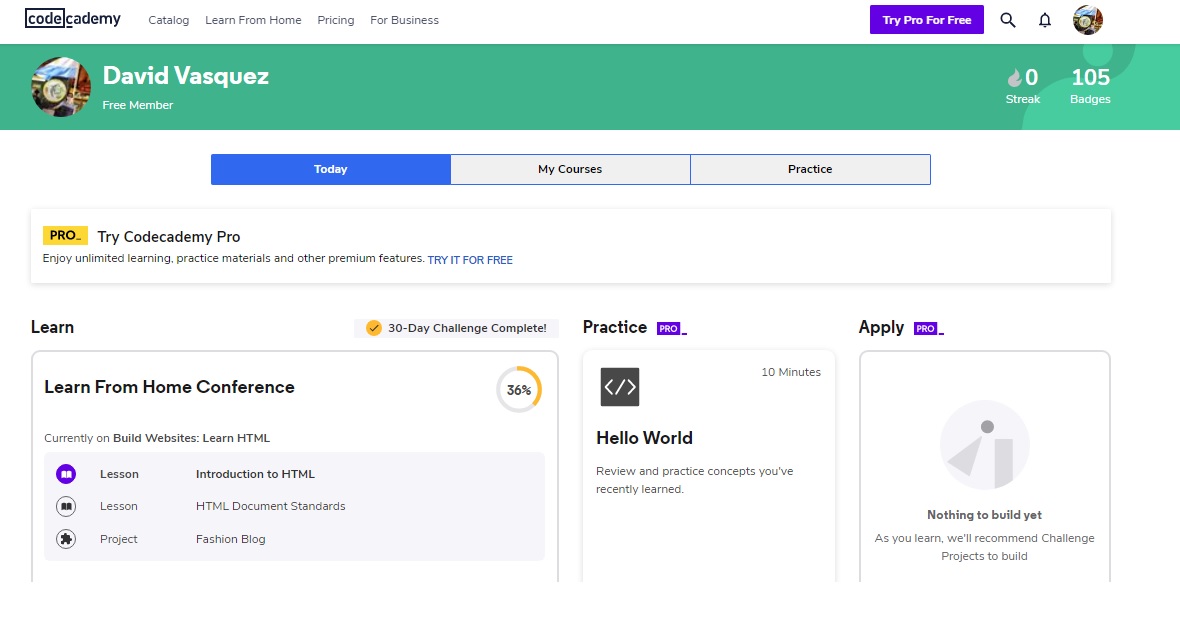 codecademy
Catalog Learn From Home Pricing For Business
Try Pro For Free
David Vasquez
Free Member
0
Streak
105
Badges
Today My Courses Practice
PRO_ Try Codecademy Pro
Enjoy unlimited learning, practice materials and other premium features. TRY IT FOR FREE
Learn
30-Day Challenge Complete!
Learn From Home Conference
36%
Currently on Build Websites: Learn HTML
Lesson Introduction to HTML
Lesson HTML Document Standards
Project Fashion Blog
Practice PRO_
10 Minutes
</>
Hello World
Review and practice concepts you've
recently learned.
Apply PRO_
Nothing to build yet
As you learn, we'll recommend Challenge
Projects to build